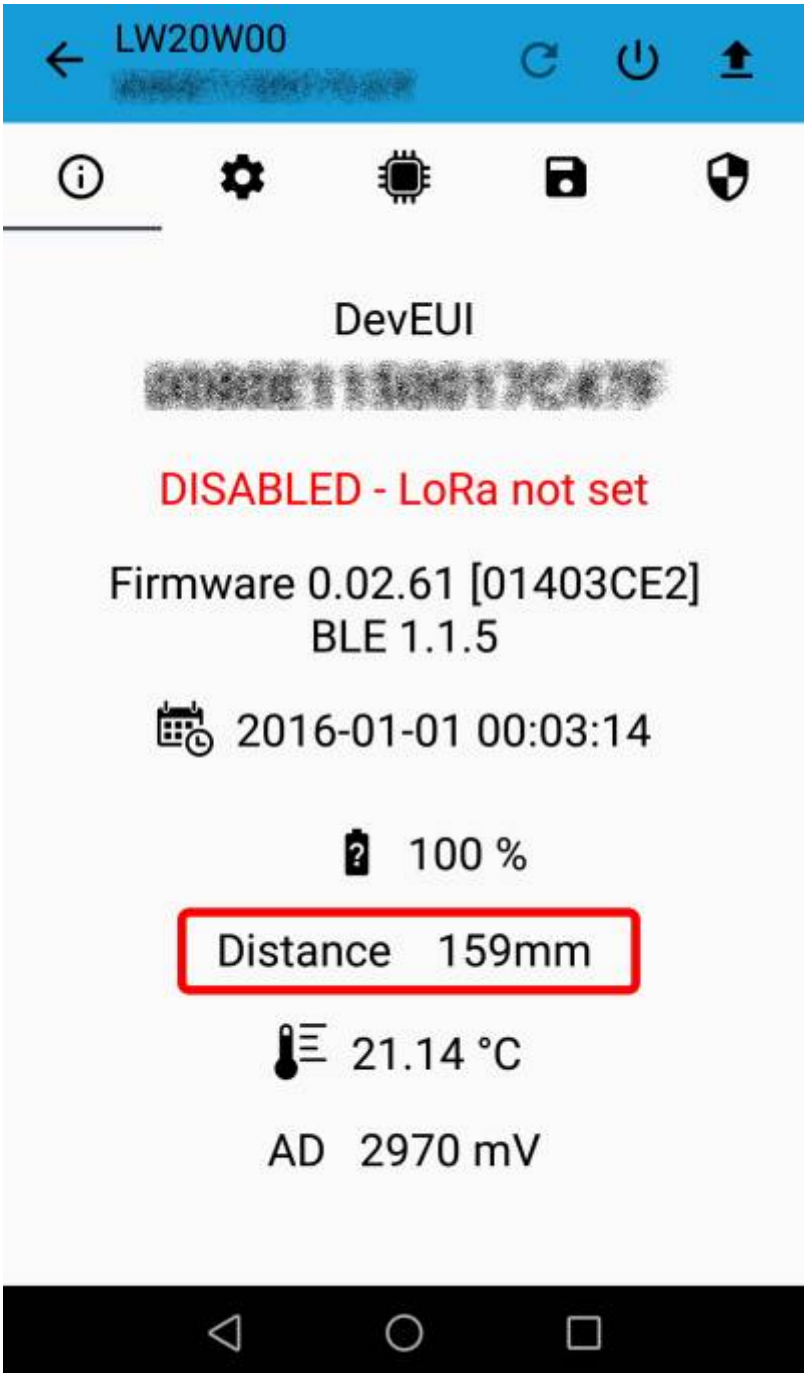 LW20W00
DevEUI
DISABLED - LoRa not set
Firmware 0.02.61 [01403CE2]
BLE 1.1.5
2016-01-01 00:03:14
100 %
Distance 159mm
21.14 °C
AD 2970 mV